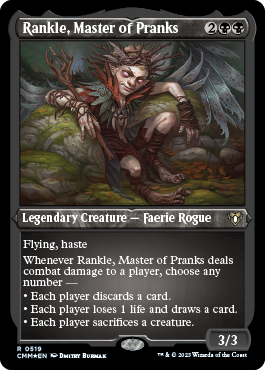 Rankle, Master of Pranks 2
Legendary Creature — Faerie Rogue
Flying, haste
Whenever Rankle, Master of Pranks deals
combat damage to a player, choose any
number —
• Each player discards a card.
• Each player loses 1 life and draws a card.
• Each player sacrifices a creature.
3/3
R 0519
CMM★EN Dmitry Burmak
™ & © 2023 Wizards of the Coast